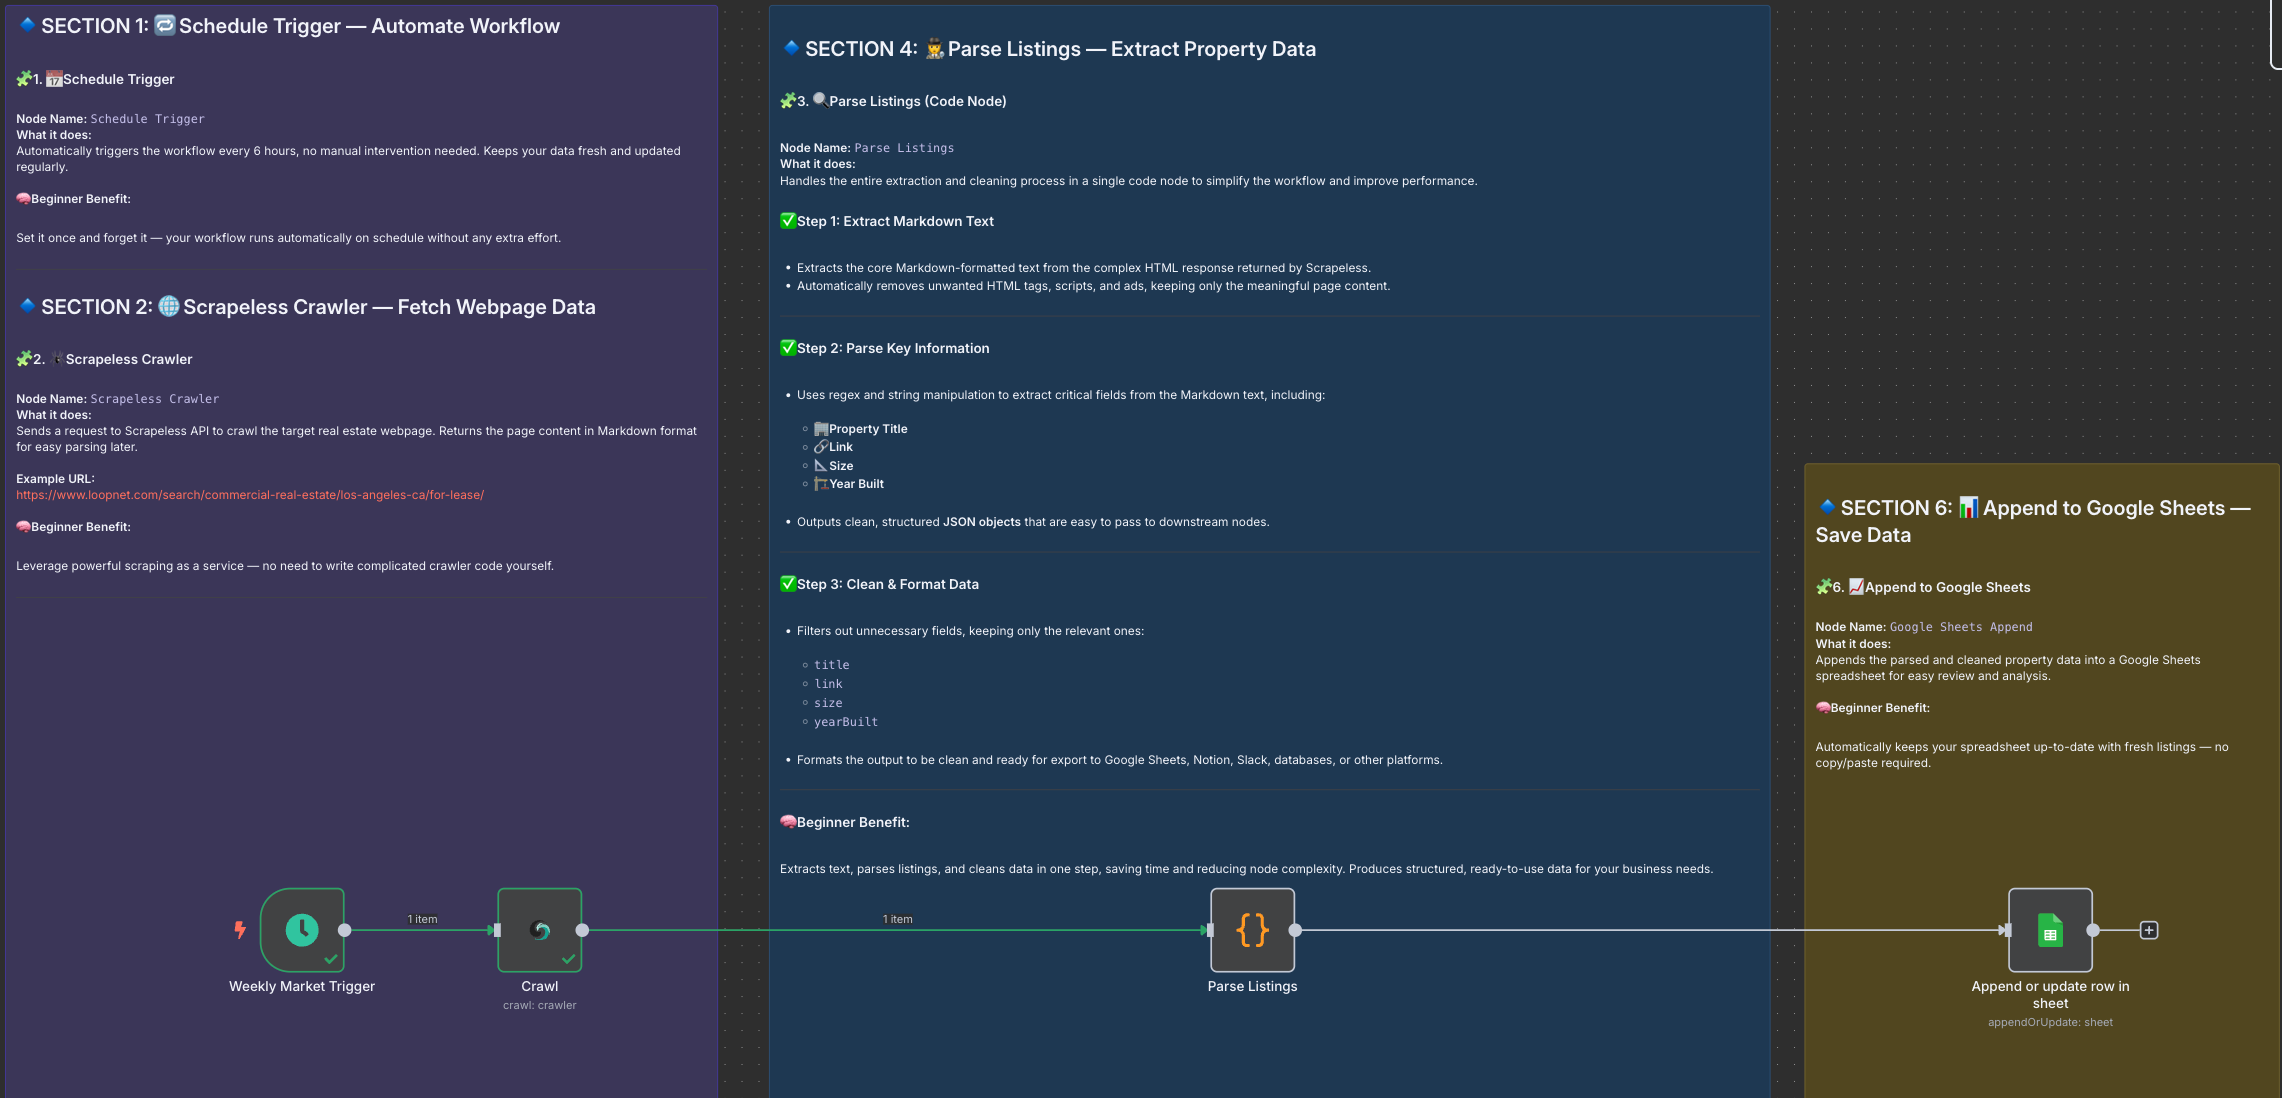 SECTION 1: Schedule Trigger — Automate Workflow
1. Schedule Trigger
Node Name: Schedule Trigger
What it does:
Automatically triggers the workflow every 6 hours, no manual intervention needed. Keeps your data fresh and updated
regularly.
Beginner Benefit:
Set it once and forget it — your workflow runs automatically on schedule without any extra effort.
SECTION 2: Scrapeless Crawler — Fetch Webpage Data
2. Scrapeless Crawler
Node Name: Scrapeless Crawler
What it does:
Sends a request to Scrapeless API to crawl the target real estate webpage. Returns the page content in Markdown format
for easy parsing later.
Example URL:
https://www.loopnet.com/search/commercial-real-estate/los-angeles-ca/for-lease/
Beginner Benefit:
Leverage powerful scraping as a service — no need to write complicated crawler code yourself.
SECTION 4: Parse Listings — Extract Property Data
3. Parse Listings (Code Node)
Node Name: Parse Listings
What it does:
Handles the entire extraction and cleaning process in a single code node to simplify the workflow and improve performance.
Step 1: Extract Markdown Text
• Extracts the core Markdown-formatted text from the complex HTML response returned by Scrapeless.
• Automatically removes unwanted HTML tags, scripts, and ads, keeping only the meaningful page content.
Step 2: Parse Key Information
• Uses regex and string manipulation to extract critical fields from the Markdown text, including:
Property Title
Link
Size
Year Built
• Outputs clean, structured JSON objects that are easy to pass to downstream nodes.
Step 3: Clean & Format Data
• Filters out unnecessary fields, keeping only the relevant ones:
title
link
size
yearBuilt
• Formats the output to be clean and ready for export to Google Sheets, Notion, Slack, databases, or other platforms.
Beginner Benefit:
Extracts text, parses listings, and cleans data in one step, saving time and reducing node complexity. Produces structured, ready-to-use data for your business needs.
SECTION 6: Append to Google Sheets —
Save Data
6. Append to Google Sheets
Node Name: Google Sheets Append
What it does:
Appends the parsed and cleaned property data into a Google Sheets
spreadsheet for easy review and analysis.
Beginner Benefit:
Automatically keeps your spreadsheet up-to-date with fresh listings — no
copy/paste required.
1 item
1 item
Weekly Market Trigger
Crawl
crawl: crawler
{}
Parse Listings
Append or update row in
sheet
appendOrUpdate: sheet